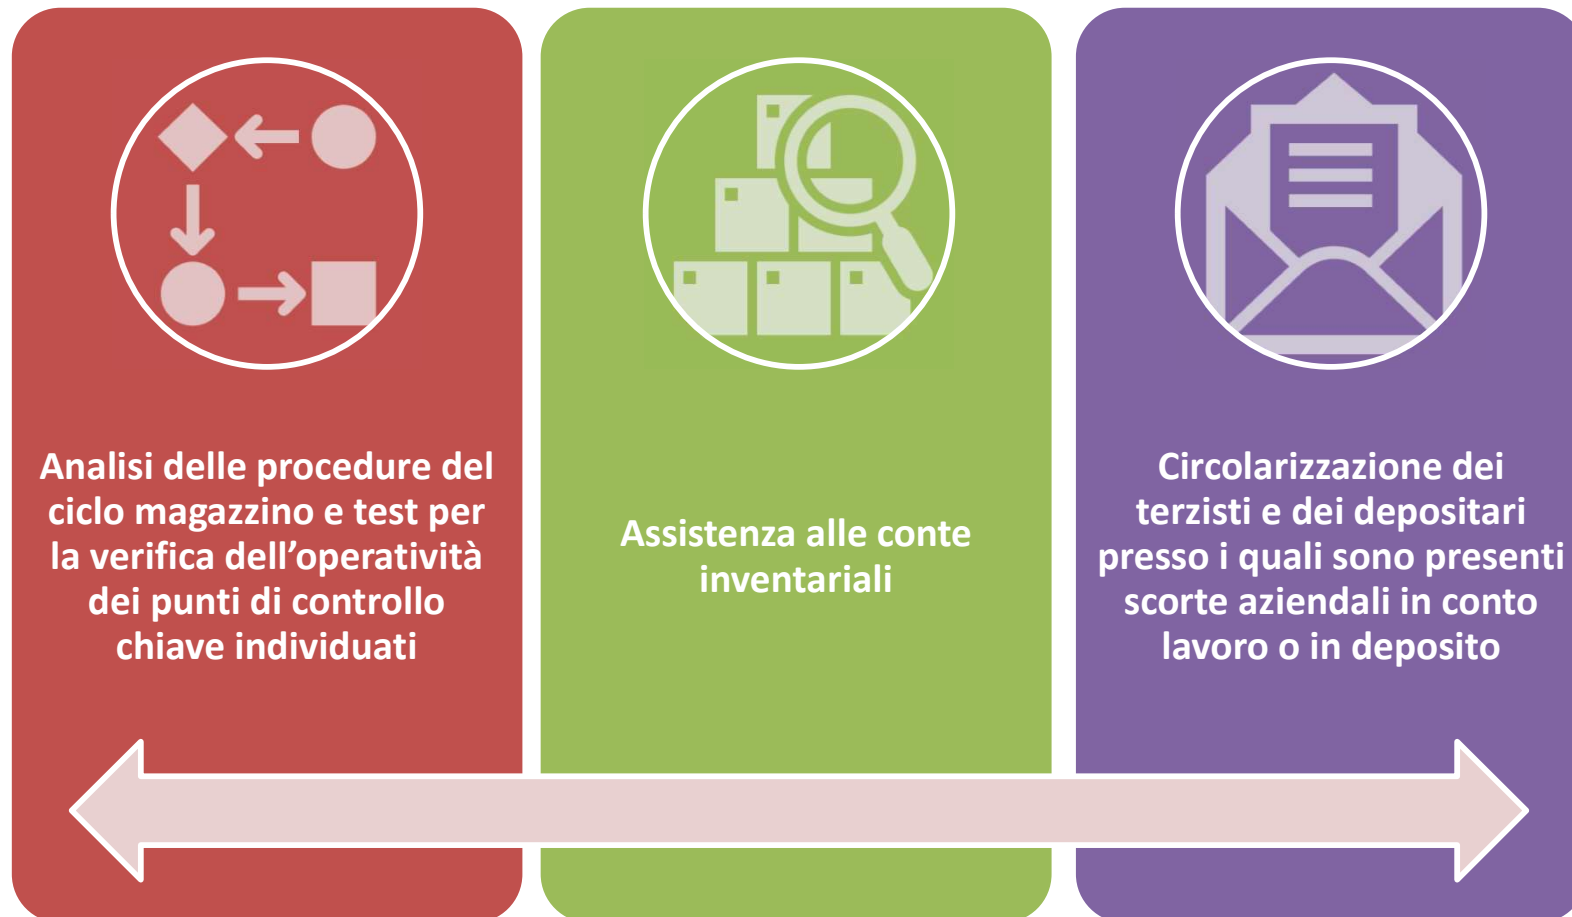 Analisi delle procedure del
ciclo magazzino e test per
la verifica dell’operatività
dei punti di controllo
chiave individuati
Assistenza alle conte
inventariali
Circolarizzazione dei
terzisti e dei depositari
presso i quali sono presenti
scorte aziendali in conto
lavoro o in deposito